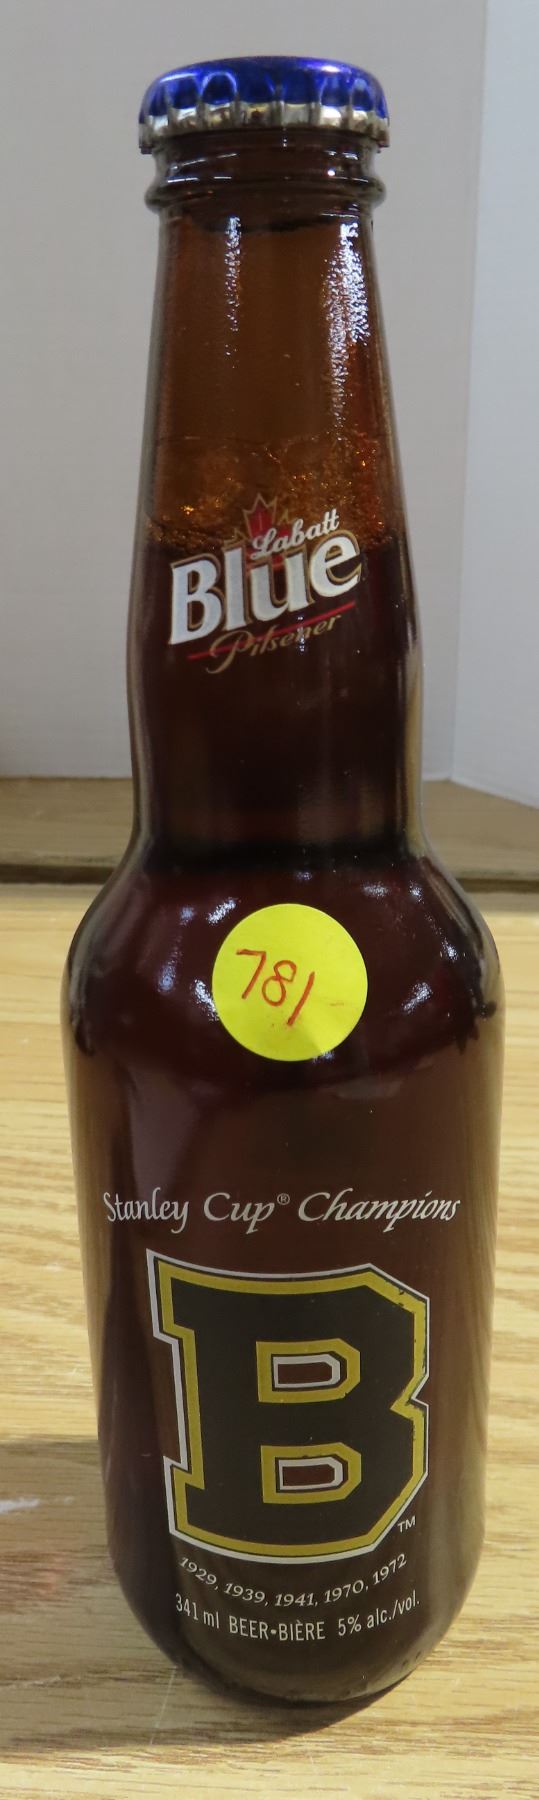 Labatt
Blue
Pilsener
781
Stanley Cup® Champions
B
TM
1929, 1939, 1941, 1970, 1972
341 ml BEER•BIÈRE 5% alc./vol.